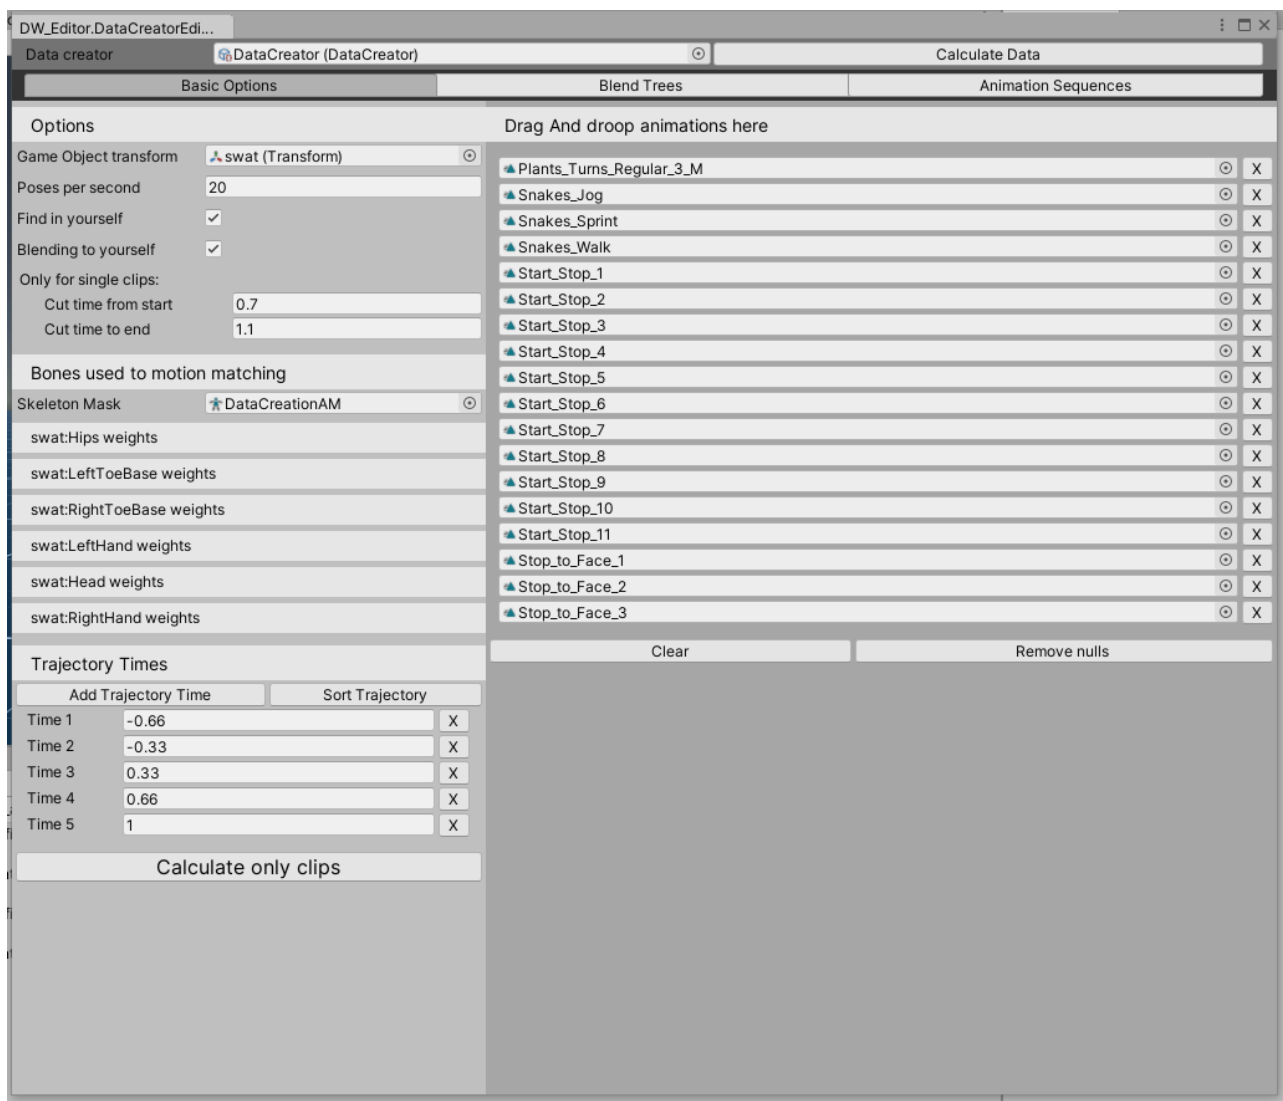 DW_Editor.DataCreatorEdi...
Data creator DataCreator (DataCreator) Calculate Data
Basic Options Blend Trees Animation Sequences
Options
Game Object transform swat (Transform)
Poses per second 20
Find in yourself
Blending to yourself
Only for single clips:
Cut time from start 0.7
Cut time to end 1.1
Bones used to motion matching
Skeleton Mask DataCreationAM
swat:Hips weights
swat:LeftToeBase weights
swat:RightToeBase weights
swat:LeftHand weights
swat:Head weights
swat:RightHand weights
Trajectory Times
Add Trajectory Time Sort Trajectory
Time 1 -0.66 X
Time 2 -0.33 X
Time 3 0.33 X
Time 4 0.66 X
Time 5 1 X
Calculate only clips
Drag And droop animations here
Plants_Turns_Regular_3_M X
Snakes_Jog X
Snakes_Sprint X
Snakes_Walk X
Start_Stop_1 X
Start_Stop_2 X
Start_Stop_3 X
Start_Stop_4 X
Start_Stop_5 X
Start_Stop_6 X
Start_Stop_7 X
Start_Stop_8 X
Start_Stop_9 X
Start_Stop_10 X
Start_Stop_11 X
Stop_to_Face_1 X
Stop_to_Face_2 X
Stop_to_Face_3 X
Clear Remove nulls